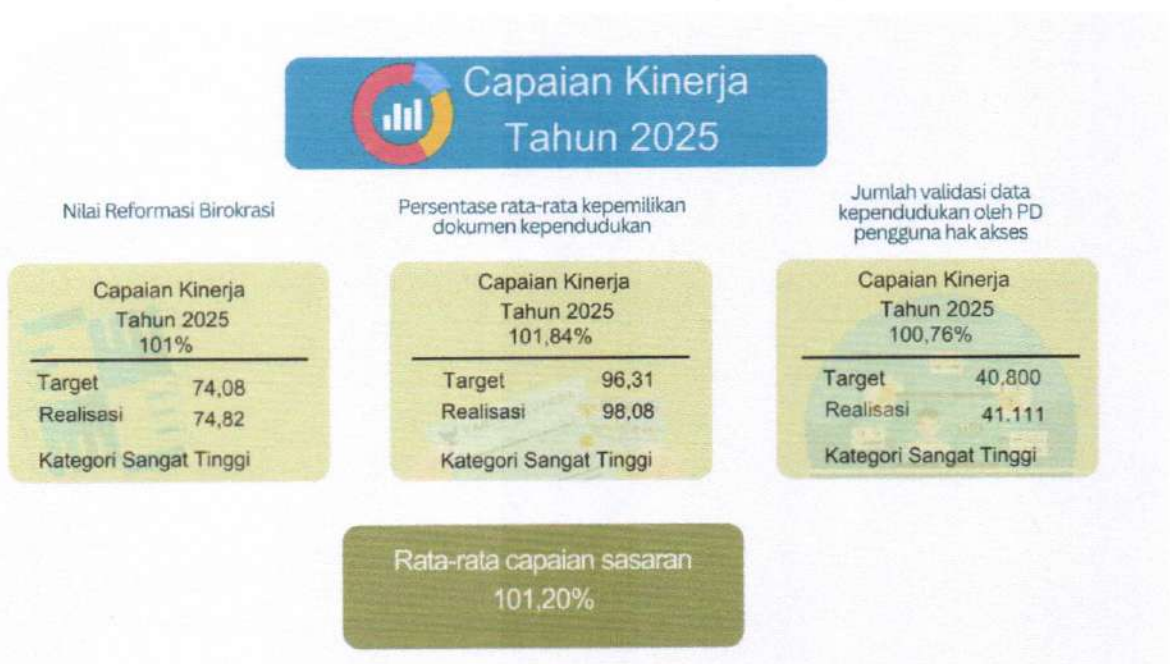 Capaian Kinerja
Tahun 2025
Nilai Reformasi Birokrasi
Capaian Kinerja
Tahun 2025
101%
Target 74,08
Realisasi 74,82
Kategori Sangat Tinggi
Persentase rata-rata kepemilikan
dokumen kependudukan
Capaian Kinerja
Tahun 2025
101,84%
Target 96,31
Realisasi 98,08
Kategori Sangat Tinggi
Jumlah validasi data
kependudukan oleh PD
pengguna hak akses
Capaian Kinerja
Tahun 2025
100,76%
Target 40,800
Realisasi 41.111
Kategori Sangat Tinggi
Rata-rata capaian sasaran
101,20%